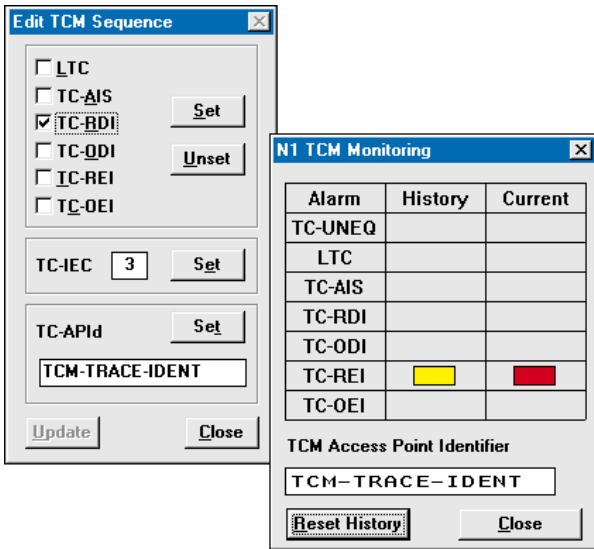 Edit TCM Sequence
LTC
TC-AIS
TC-RDI
TC-ODI
TC-REI
TC-OEI
Set
Unset
TC-IEC 3 Set
TC-APId Set
TCM-TRACE-IDENT
Update Close
N1 TCM Monitoring
Alarm History Current
TC-UNEQ
LTC
TC-AIS
TC-RDI
TC-ODI
TC-REI
TC-OEI
TCM Access Point Identifier
TCM-TRACE-IDENT
Reset History Close